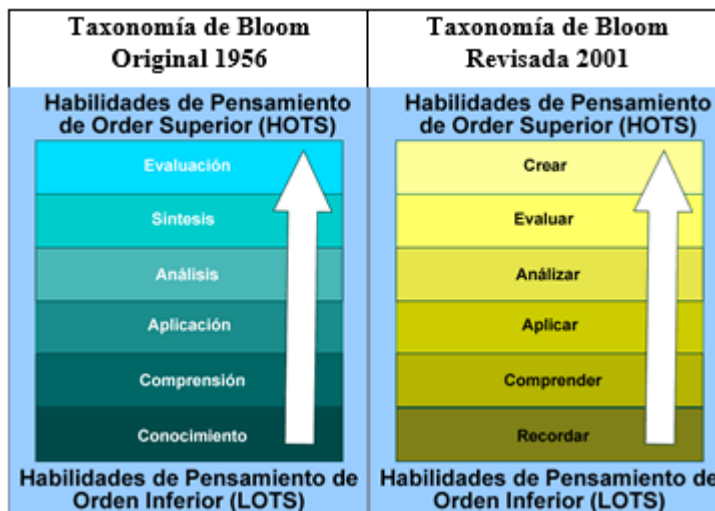 Taxonomía de Bloom
Original 1956
Habilidades de Pensamiento
de Order Superior (HOTS)
Evaluación
Síntesis
Análisis
Aplicación
Comprensión
Conocimiento
Habilidades de Pensamiento de
Orden Inferior (LOTS)
Taxonomía de Bloom
Revisada 2001
Habilidades de Pensamiento
de Order Superior (HOTS)
Crear
Evaluar
Análizar
Aplicar
Comprender
Recordar
Habilidades de Pensamiento de
Orden Inferior (LOTS)